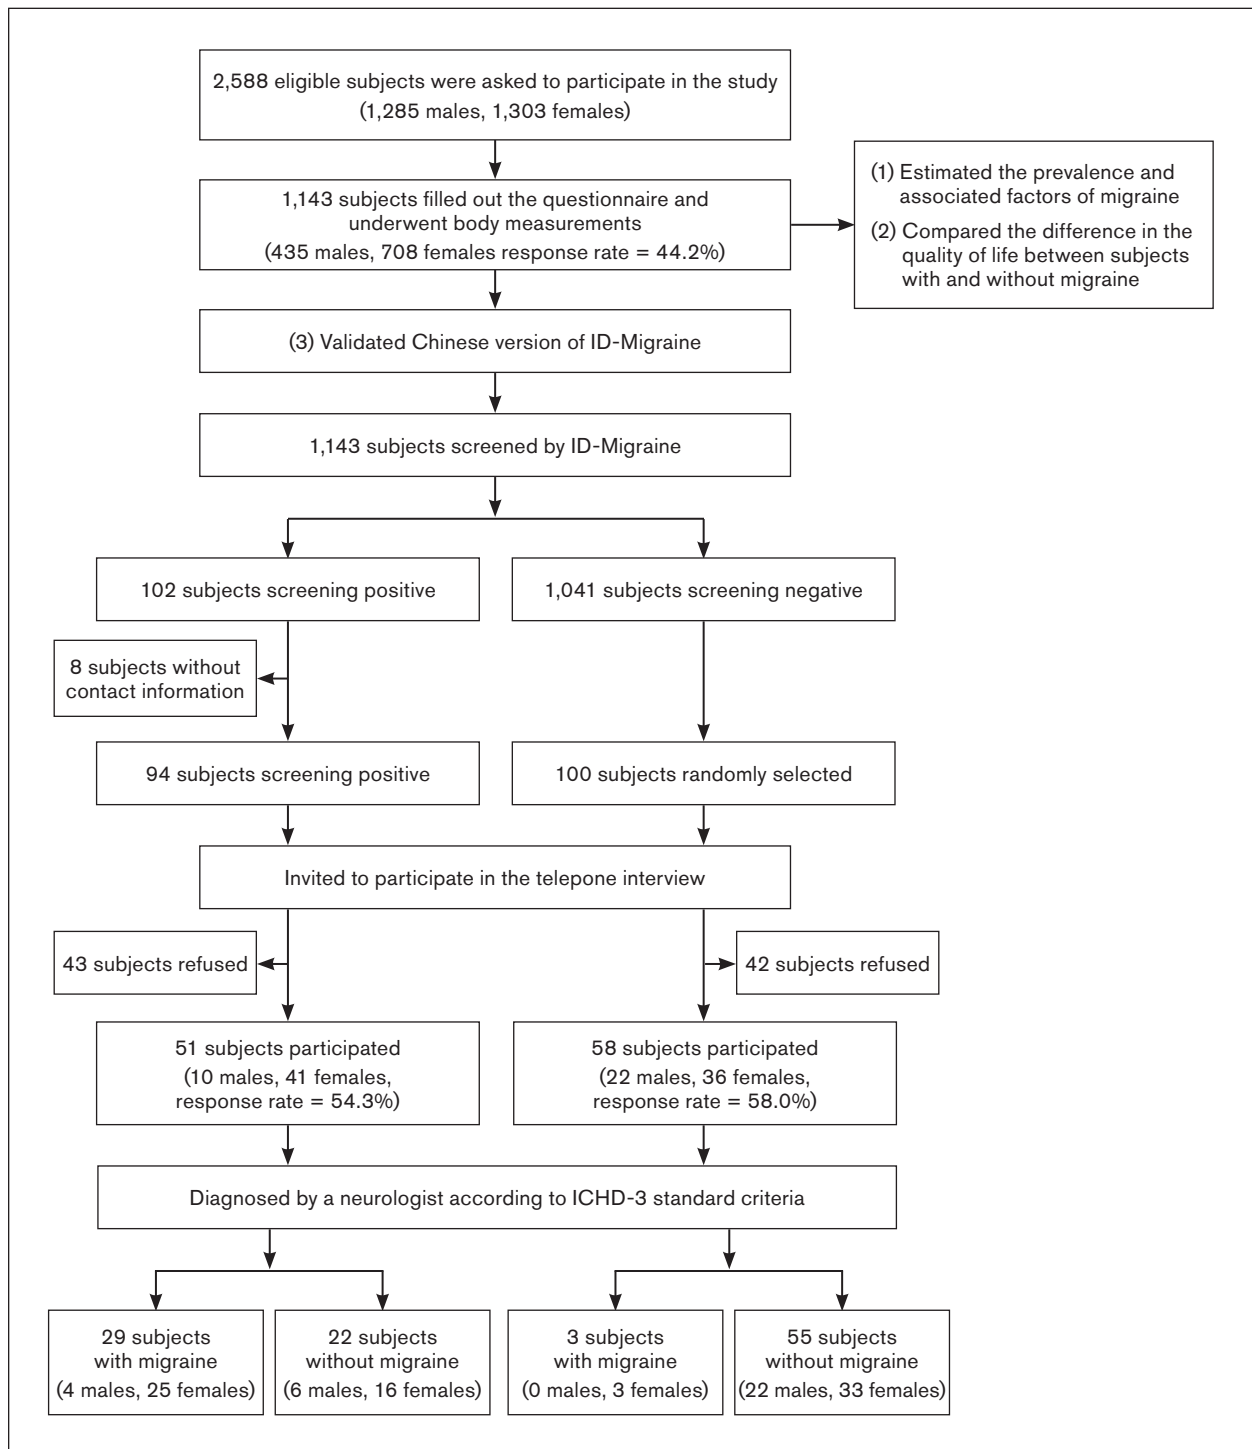 2,588 eligible subjects were asked to participate in the study
(1,285 males, 1,303 females)
1,143 subjects filled out the questionnaire and
underwent body measurements
(435 males, 708 females response rate = 44.2%)
(1) Estimated the prevalence and
associated factors of migraine
(2) Compared the difference in the
quality of life between subjects
with and without migraine
(3) Validated Chinese version of ID-Migraine
1,143 subjects screened by ID-Migraine
102 subjects screening positive
1,041 subjects screening negative
8 subjects without
contact information
94 subjects screening positive
100 subjects randomly selected
Invited to participate in the telepone interview
43 subjects refused
42 subjects refused
51 subjects participated
(10 males, 41 females,
response rate = 54.3%)
58 subjects participated
(22 males, 36 females,
response rate = 58.0%)
Diagnosed by a neurologist according to ICHD-3 standard criteria
29 subjects
with migraine
(4 males, 25 females)
22 subjects
without migraine
(6 males, 16 females)
3 subjects
with migraine
(0 males, 3 females)
55 subjects
without migraine
(22 males, 33 females)